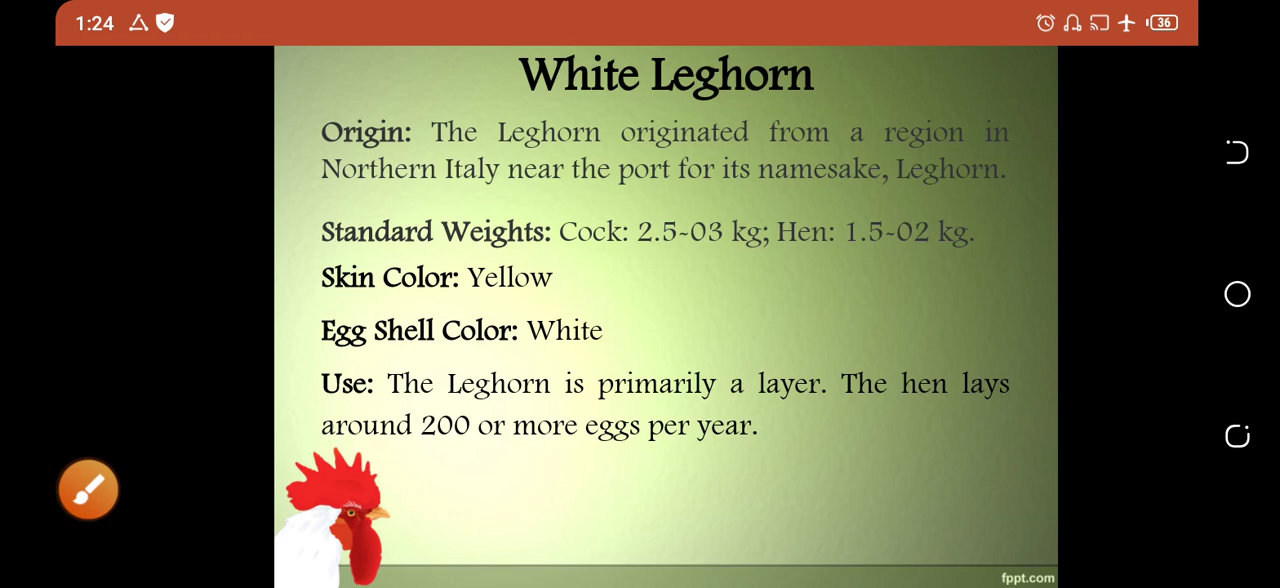 1:24
36
White Leghorn
Origin: The Leghorn originated from a region in
Northern Italy near the port for its namesake, Leghorn.
Standard Weights: Cock: 2.5-03 kg; Hen: 1.5-02 kg.
Skin Color: Yellow
Egg Shell Color: White
Use: The Leghorn is primarily a layer. The hen lays
around 200 or more eggs per year.
fppt.com